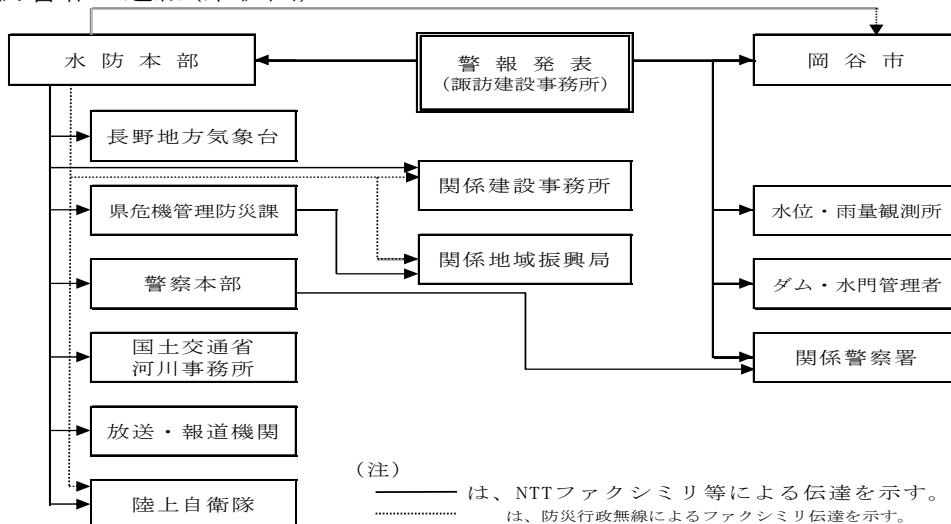 水防本部
警報発表
(諏訪建設事務所)
岡谷市
長野地方気象台
関係建設事務所
県危機管理防災課
水位・雨量観測所
関係地域振興局
警察本部
ダム・水門管理者
国土交通省
河川事務所
関係警察署
放送・報道機関
陸上自衛隊
(注)
は、NTTファクシミリ等による伝達を示す。
は、防災行政無線によるファクシミリ伝達を示す。